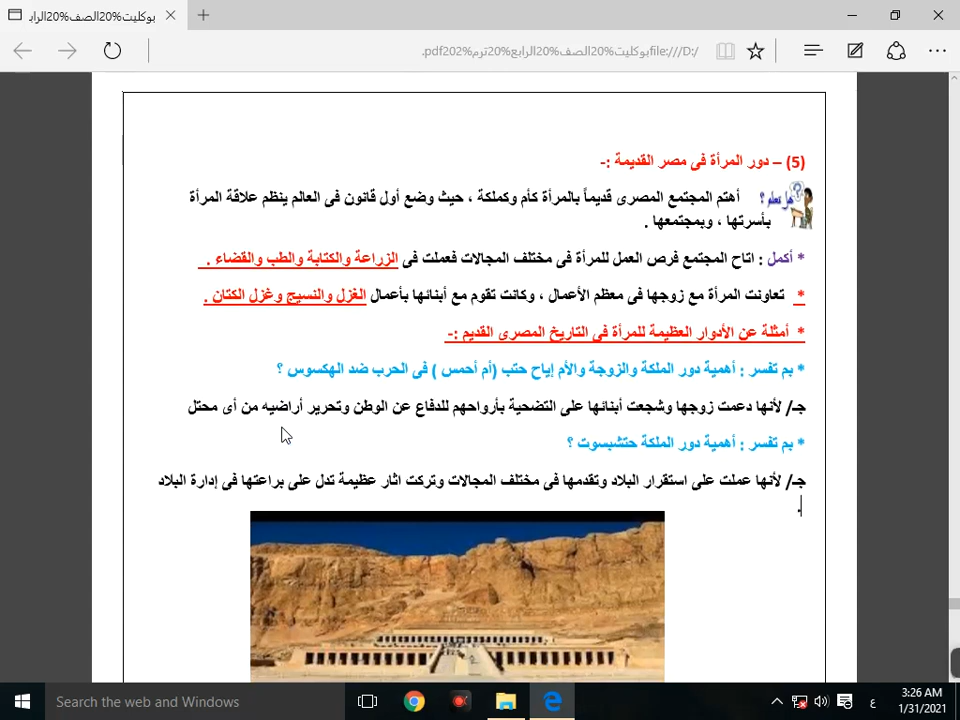 بوكليت%20الصف%20الراب
file:///D:/بوكليت%20الصف%20الرابع%20ترم%202pdf.
(5) – دور المرأة فى مصر القديمة :-
هل تعلم ؟
أهتم المجتمع المصرى قديماً بالمرأة كأم وكملكة ، حيث وضع أول قانون فى العالم ينظم علاقة المرأة
بأسرتها ، وبمجتمعها .
* أكمل : اتاح المجتمع فرص العمل للمرأة فى مختلف المجالات فعملت فى الزراعة والكتابة والطب والقضاء .
* تعاونت المرأة مع زوجها فى معظم الأعمال ، وكانت تقوم مع أبنائها بأعمال الغزل والنسيج وغزل الكتان .
* أمثلة عن الأدوار العظيمة للمرأة فى التاريخ المصرى القديم :-
* بم تفسر : أهمية دور الملكة والزوجة والأم إياح حتب (أم أحمس ) فى الحرب ضد الهكسوس ؟
جـ/ لأنها دعمت زوجها وشجعت أبنائها على التضحية بأرواحهم للدفاع عن الوطن وتحرير أراضيه من أى محتل
* بم تفسر : أهمية دور الملكة حتشبسوت ؟
جـ/ لأنها عملت على استقرار البلاد وتقدمها فى مختلف المجالات وتركت اثار عظيمة تدل على براعتها فى إدارة البلاد
.
Search the web and Windows
ع
3:26 AM
1/31/2021